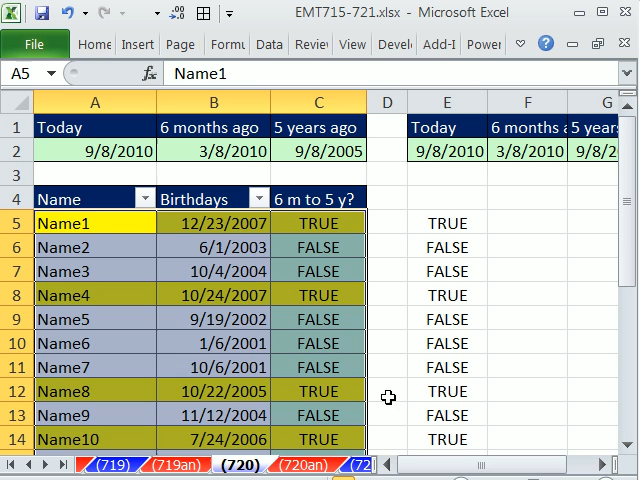 EMT715-721.xlsx - Microsoft Excel
File Home Insert Page Formu Data Review View Develo Add-I Power
A5 fx Name1
A B C D E F G
1 Today 6 months ago 5 years ago Today 6 months a 5 years
2 9/8/2010 3/8/2010 9/8/2005 9/8/2010 3/8/2010 9/8/2
3
4 Name Birthdays 6 m to 5 y?
5 Name1 12/23/2007 TRUE TRUE
6 Name2 6/1/2003 FALSE FALSE
7 Name3 10/4/2004 FALSE FALSE
8 Name4 10/24/2007 TRUE TRUE
9 Name5 9/19/2002 FALSE FALSE
10 Name6 1/6/2001 FALSE FALSE
11 Name7 10/6/2001 FALSE FALSE
12 Name8 10/22/2005 TRUE TRUE
13 Name9 11/12/2004 FALSE FALSE
14 Name10 7/24/2006 TRUE TRUE
(719) (719an) (720) (720an) (72